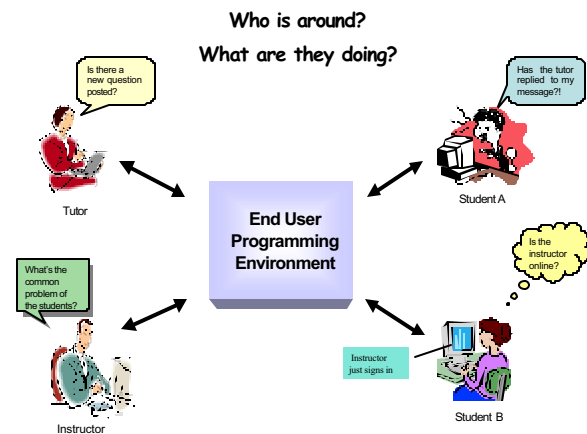 Who is around?
What are they doing?
Is there a
new question
posted?
Has the tutor
replied to my
message?!
Tutor
Student A
End User
Programming
Environment
What's the
common
problem of
the students?
Is the
instructor
online?
Instructor
just signs in
Instructor
Student B